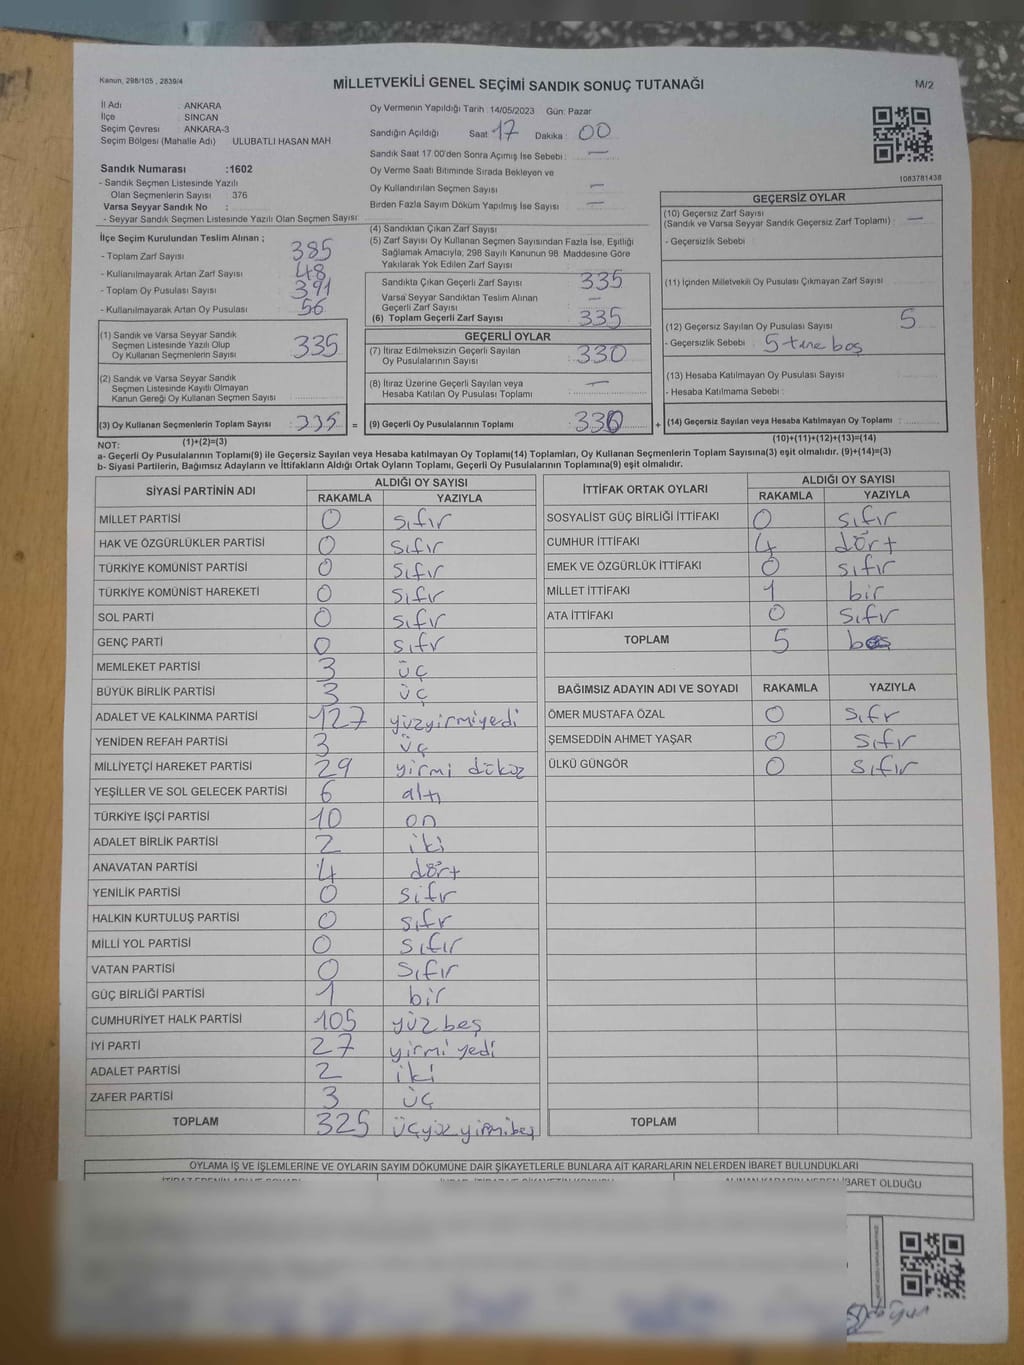 Kanun, 298/105 , 2839/4
MİLLETVEKİLİ GENEL SEÇİMİ SANDIK SONUÇ TUTANAĞI
M/2
İl Adı : ANKARA
İlçe : SİNCAN
Seçim Çevresi : ANKARA-3
Seçim Bölgesi (Mahalle Adı) : ULUBATLI HASAN MAH
Sandık Numarası :1602
- Sandık Seçmen Listesinde Yazılı
Olan Seçmenlerin Sayısı : 376
Varsa Seyyar Sandık No :
- Seyyar Sandık Seçmen Listesinde Yazılı Olan Seçmen Sayısı :
Oy Vermenin Yapıldığı Tarih :14/05/2023 Gün: Pazar
Sandığın Açıldığı Saat : 17 Dakika : 00
Sandık Saat 17.00'den Sonra Açımış İse Sebebi : —
Oy Verme Saati Bitiminde Sırada Bekleyen ve
Oy Kullandırılan Seçmen Sayısı : —
Birden Fazla Sayım Döküm Yapılmış İse Sayısı : —
1083781438
İlçe Seçim Kurulundan Teslim Alınan ;
- Toplam Zarf Sayısı : 385
- Kullanılmayarak Artan Zarf Sayısı : 48
- Toplam Oy Pusulası Sayısı : 391
- Kullanılmayarak Artan Oy Pusulası : 56
(1) Sandık ve Varsa Seyyar Sandık
Seçmen Listesinde Yazılı Olup
Oy Kullanan Seçmenlerin Sayısı : 335
(2) Sandık ve Varsa Seyyar Sandık
Seçmen Listesinde Kayıtlı Olmayan
Kanun Gereği Oy Kullanan Seçmen Sayısı :
(3) Oy Kullanan Seçmenlerin Toplam Sayısı : 335 =
(1)+(2)=(3)
(4) Sandıktan Çıkan Zarf Sayısı :
(5) Zarf Sayısı Oy Kullanan Seçmen Sayısından Fazla İse, Eşitliği
Sağlamak Amacıyla, 298 Sayılı Kanunun 98. Maddesine Göre
Yakılarak Yok Edilen Zarf Sayısı :
Sandıkta Çıkan Geçerli Zarf Sayısı : 335
Varsa Seyyar Sandıktan Teslim Alınan
Geçerli Zarf Sayısı : —
(6) Toplam Geçerli Zarf Sayısı : 335
GEÇERLİ OYLAR
(7) İtiraz Edilmeksizin Geçerli Sayılan
Oy Pusulalarının Sayısı : 330
(8) İtiraz Üzerine Geçerli Sayılan veya
Hesaba Katılan Oy Pusulası Toplamı : —
(9) Geçerli Oy Pusulalarının Toplamı : 330 +
GEÇERSİZ OYLAR
(10) Geçersiz Zarf Sayısı
(Sandık ve Varsa Seyyar Sandık Geçersiz Zarf Toplamı) : —
- Geçersizlik Sebebi :
(11) İçinden Milletvekili Oy Pusulası Çıkmayan Zarf Sayısı :
(12) Geçersiz Sayılan Oy Pusulası Sayısı : 5
- Geçersizlik Sebebi : 5 tane boş
(13) Hesaba Katılmayan Oy Pusulası Sayısı :
- Hesaba Katılmama Sebebi :
(14) Geçersiz Sayılan veya Hesaba Katılmayan Oy Toplamı :
(10)+(11)+(12)+(13)=(14)
NOT:
a- Geçerli Oy Pusulalarının Toplamı(9) ile Geçersiz Sayılan veya Hesaba katılmayan Oy Toplamı(14) Toplamları, Oy Kullanan Seçmenlerin Toplam Sayısına(3) eşit olmalıdır. (9)+(14)=(3)
b- Siyasi Partilerin, Bağımsız Adayların ve İttifakların Aldığı Ortak Oyların Toplamı, Geçerli Oy Pusulalarının Toplamına(9) eşit olmalıdır.
SİYASİ PARTİNİN ADI ALDIĞI OY SAYISI
RAKAMLA YAZIYLA
MİLLET PARTİSİ 0 sıfır
HAK VE ÖZGÜRLÜKLER PARTİSİ 0 sıfır
TÜRKİYE KOMÜNİST PARTİSİ 0 sıfır
TÜRKİYE KOMÜNİST HAREKETİ 0 sıfır
SOL PARTİ 0 sıfır
GENÇ PARTİ 0 sıfır
MEMLEKET PARTİSİ 3 üç
BÜYÜK BİRLİK PARTİSİ 3 üç
ADALET VE KALKINMA PARTİSİ 127 yüzyirmiyedi
YENİDEN REFAH PARTİSİ 3 üç
MİLLİYETÇİ HAREKET PARTİSİ 29 yirmi dokuz
YEŞİLLER VE SOL GELECEK PARTİSİ 6 altı
TÜRKİYE İŞÇİ PARTİSİ 10 on
ADALET BİRLİK PARTİSİ 2 iki
ANAVATAN PARTİSİ 4 dört
YENİLİK PARTİSİ 0 sıfır
HALKIN KURTULUŞ PARTİSİ 0 sıfır
MİLLİ YOL PARTİSİ 0 sıfır
VATAN PARTİSİ 0 sıfır
GÜÇ BİRLİĞİ PARTİSİ 1 bir
CUMHURİYET HALK PARTİSİ 105 yüz beş
İYİ PARTİ 27 yirmi yedi
ADALET PARTİSİ 2 iki
ZAFER PARTİSİ 3 üç
TOPLAM 325 üçyüz yirmi beş
İTTİFAK ORTAK OYLARI ALDIĞI OY SAYISI
RAKAMLA YAZIYLA
SOSYALİST GÜÇ BİRLİĞİ İTTİFAKI 0 sıfır
CUMHUR İTTİFAKI 4 dört
EMEK VE ÖZGÜRLÜK İTTİFAKI 0 sıfır
MİLLET İTTİFAKI 1 bir
ATA İTTİFAKI 0 sıfır
TOPLAM 5 beş
BAĞIMSIZ ADAYIN ADI VE SOYADI RAKAMLA YAZIYLA
ÖMER MUSTAFA ÖZAL 0 sıfır
ŞEMSEDDİN AHMET YAŞAR 0 sıfır
ÜLKÜ GÜNGÖR 0 sıfır
TOPLAM
OYLAMA İŞ VE İŞLEMLERİNE VE OYLARIN SAYIM DÖKÜMÜNE DAİR ŞİKAYETLERLE BUNLARA AİT KARARLARIN NELERDEN İBARET BULUNDUKLARI
İBARET OLDUĞU